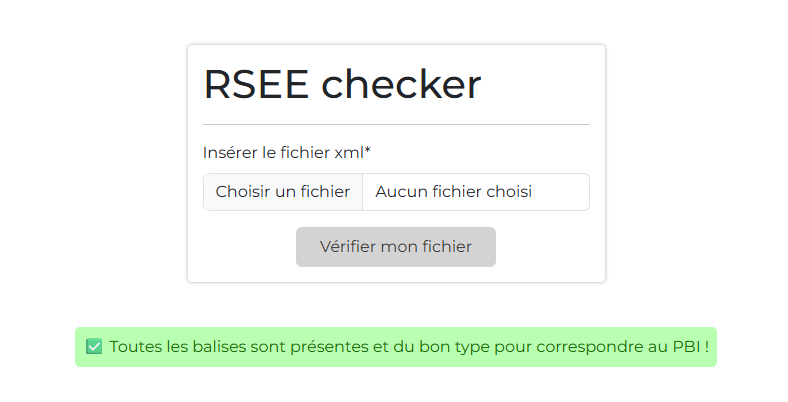 RSEE checker
Insérer le fichier xml*
Choisir un fichier Aucun fichier choisi
Vérifier mon fichier
✅ Toutes les balises sont présentes et du bon type pour correspondre au PBI !